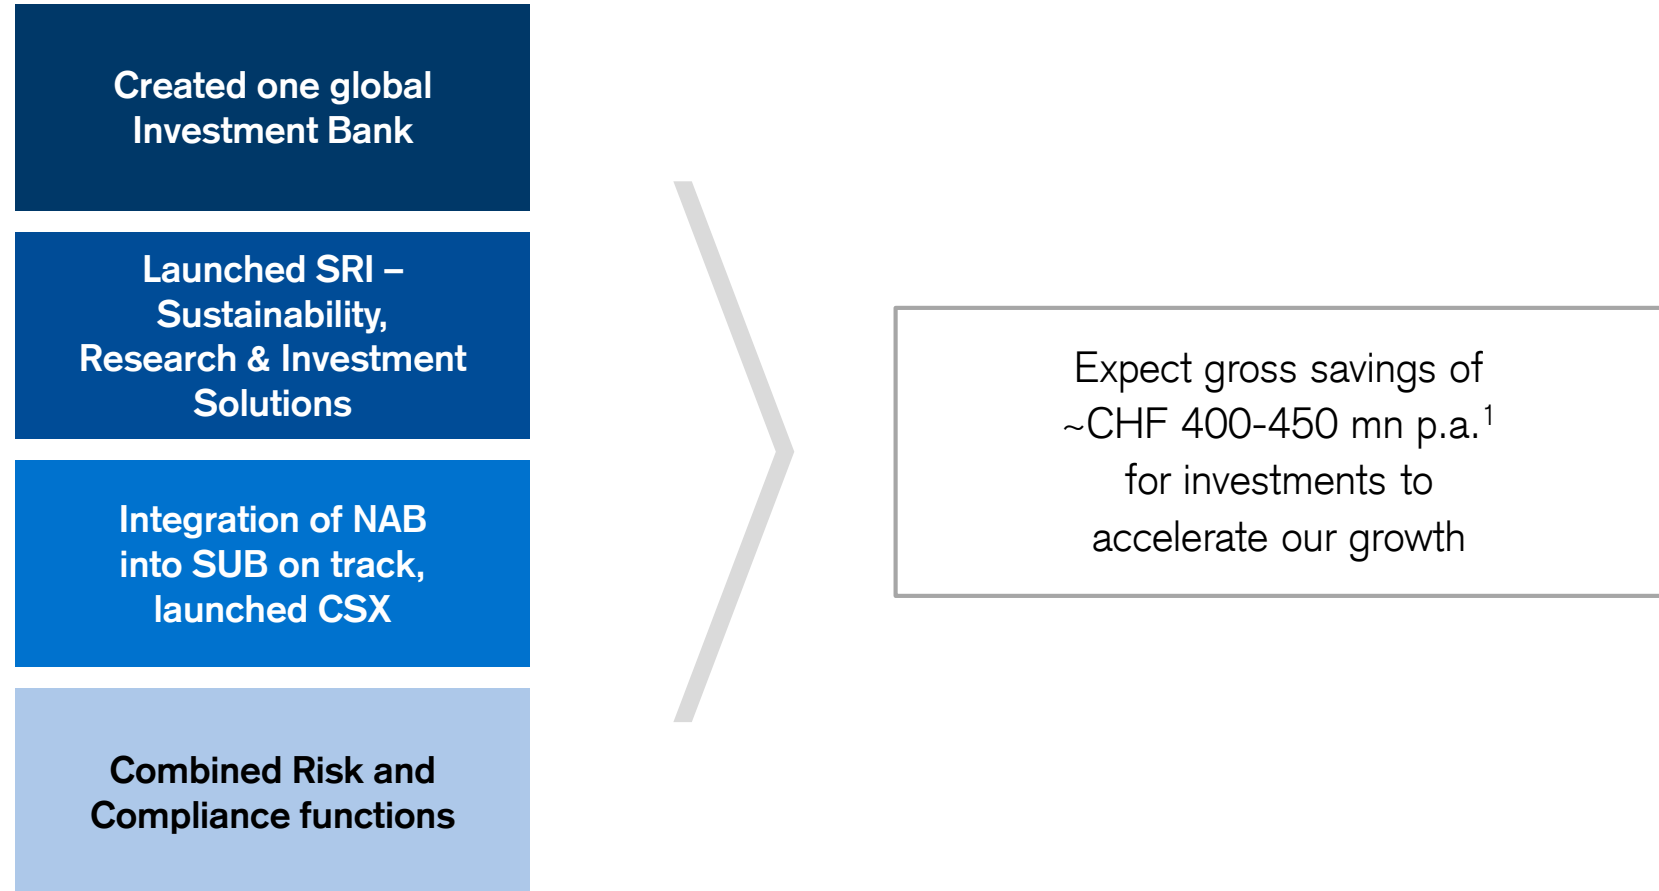 Created one global
Investment Bank
Launched SRI –
Sustainability,
Research & Investment
Solutions
Integration of NAB
into SUB on track,
launched CSX
Combined Risk and
Compliance functions
Expect gross savings of
~CHF 400-450 mn p.a.¹
for investments to
accelerate our growth